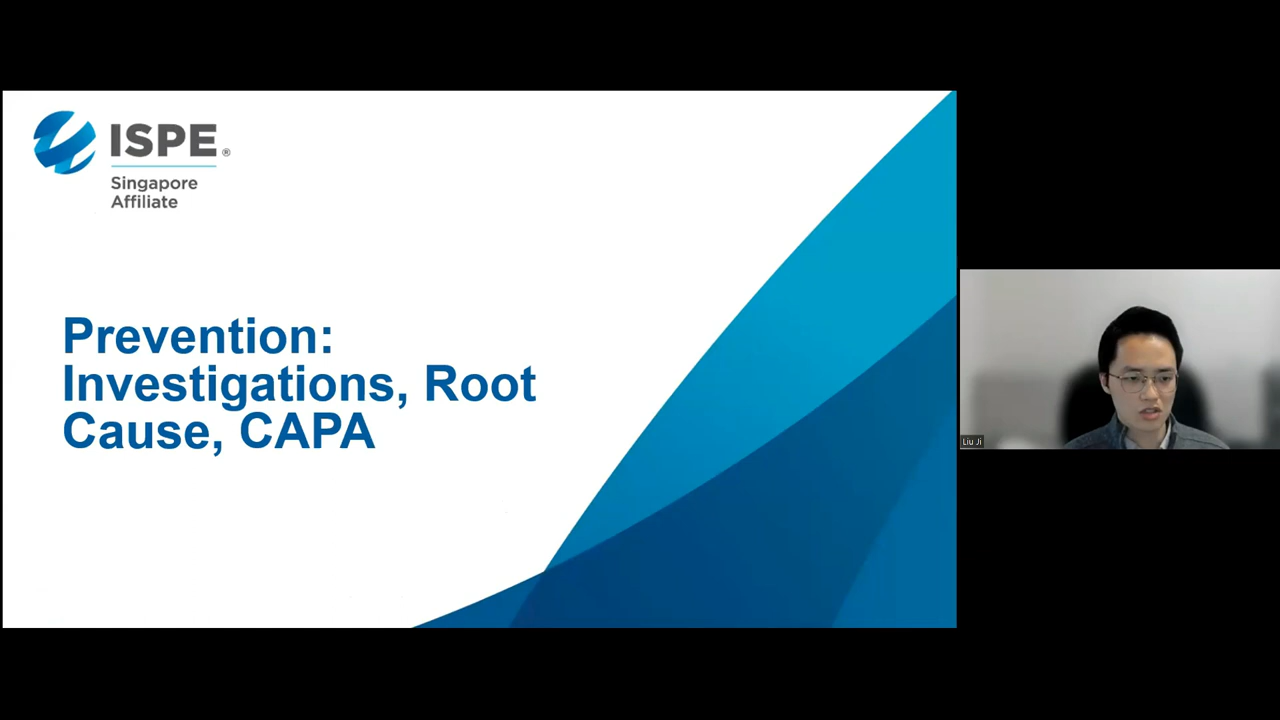 ISPE®
Singapore
Affiliate
Prevention:
Investigations, Root
Cause, CAPA
Liu Ji